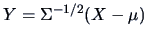 Y = Σ^{-1/2}(X − μ)